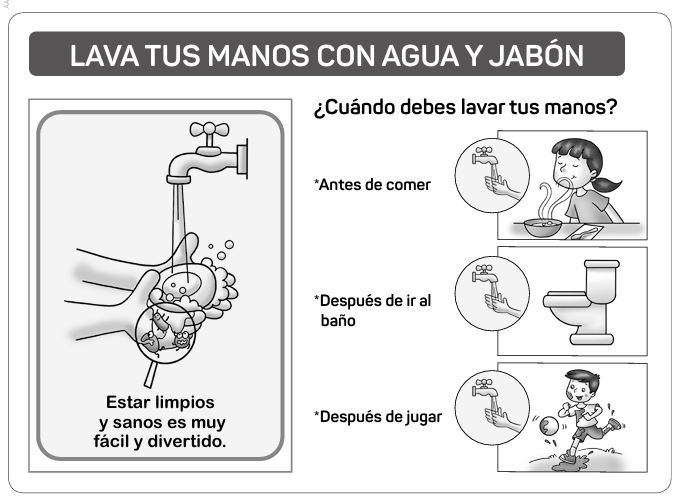 LAVA TUS MANOS CON AGUA Y JABÓN
Estar limpios
y sanos es muy
fácil y divertido.
¿Cuándo debes lavar tus manos?
*Antes de comer
*Después de ir al
baño
*Después de jugar